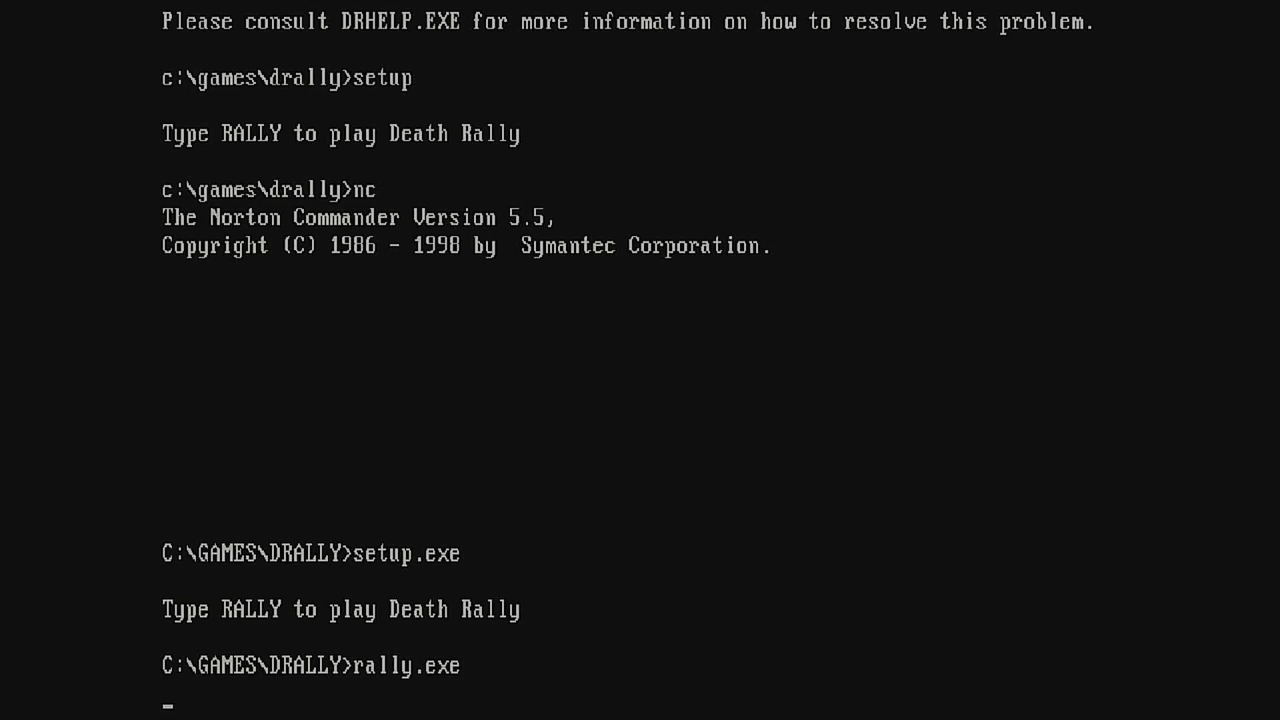 Please consult DRHELP.EXE for more information on how to resolve this problem.
c:\games\drally>setup
Type RALLY to play Death Rally
c:\games\drally>nc
The Norton Commander Version 5.5,
Copyright (C) 1986 - 1998 by  Symantec Corporation.
C:\GAMES\DRALLY>setup.exe
Type RALLY to play Death Rally
C:\GAMES\DRALLY>rally.exe